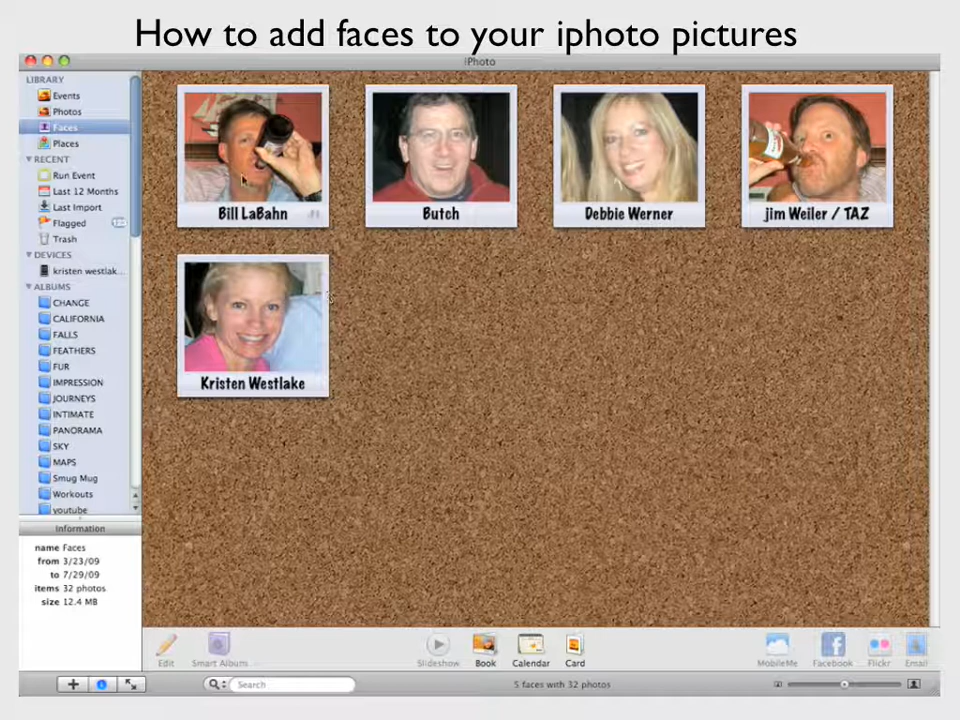 How to add faces to your iphoto pictures
iPhoto
LIBRARY
Events
Photos
Faces
Places
RECENT
Run Event
Last 12 Months
Last Import
Flagged
Trash
DEVICES
kristen westlak...
ALBUMS
CHANGE
CALIFORNIA
FALLS
FEATHERS
FUR
IMPRESSION
JOURNEYS
INTIMATE
PANORAMA
SKY
MAPS
Smug Mug
Workouts
youtube
Information
name Faces
from 3/23/09
to 7/29/09
items 32 photos
size 12.4 MB
Bill LaBahn
Butch
Debbie Werner
jim Weiler / TAZ
Kristen Westlake
Edit
Smart Album
Slideshow
Book
Calendar
Card
MobileMe
Facebook
Flickr
Email
Search
5 faces with 32 photos